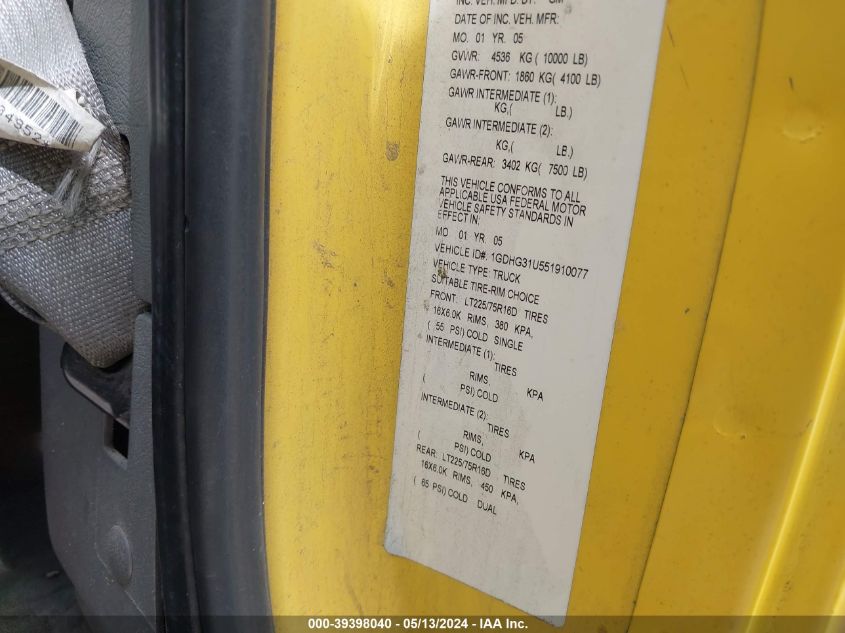 INC. VEH. MFD. BY: GM
DATE OF INC. VEH. MFR:
MO. 01 YR. 05
GVWR: 4536 KG( 10000 LB)
GAWR-FRONT: 1860 KG( 4100 LB)
GAWR INTERMEDIATE (1):
KG,( LB.)
GAWR INTERMEDIATE (2):
KG,( LB.)
GAWR-REAR: 3402 KG( 7500 LB)
THIS VEHICLE CONFORMS TO ALL
APPLICABLE USA FEDERAL MOTOR
VEHICLE SAFETY STANDARDS IN
EFFECT IN:
MO 01 YR 05
VEHICLE ID#: 1GDHG31U551910077
VEHICLE TYPE: TRUCK
SUITABLE TIRE-RIM CHOICE
FRONT: LT225/75R16D TIRES
16X6.0K RIMS, 380 KPA,
( 55 PSI) COLD SINGLE
INTERMEDIATE (1):
TIRES
RIMS, KPA
( PSI) COLD
INTERMEDIATE (2):
TIRES
RIMS, KPA
( PSI) COLD
REAR: LT225/75R16D TIRES
16X6.0K RIMS, 450 KPA,
( 65 PSI) COLD DUAL
000-39398040 - 05/13/2024 - IAA Inc.